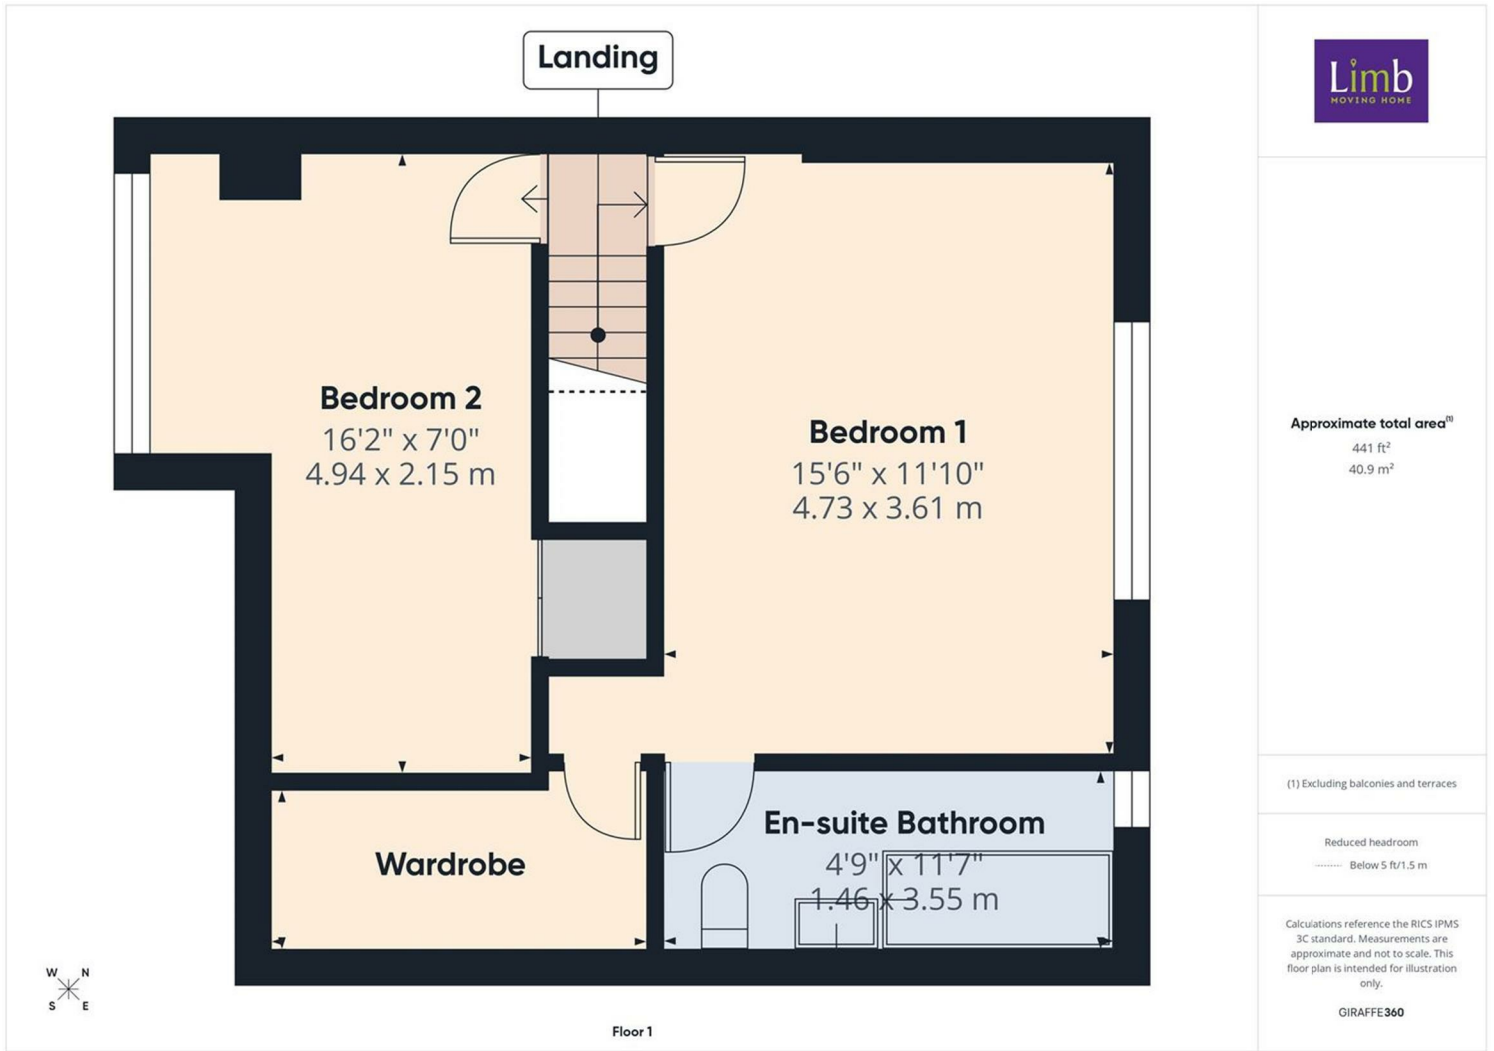 Landing
Limb
MOVING HOME
Bedroom 2
16'2" x 7'0"
4.94 x 2.15 m
Bedroom 1
15'6" x 11'10"
4.73 x 3.61 m
Wardrobe
En-suite Bathroom
4'9" x 11'7"
1.46 x 3.55 m
W N
S E
Floor 1
Approximate total area(1)
441 ft²
40.9 m²
(1) Excluding balconies and terraces
Reduced headroom
Below 5 ft/1.5 m
Calculations reference the RICS IPMS
3C standard. Measurements are
approximate and not to scale. This
floor plan is intended for illustration
only.
GIRAFFE360